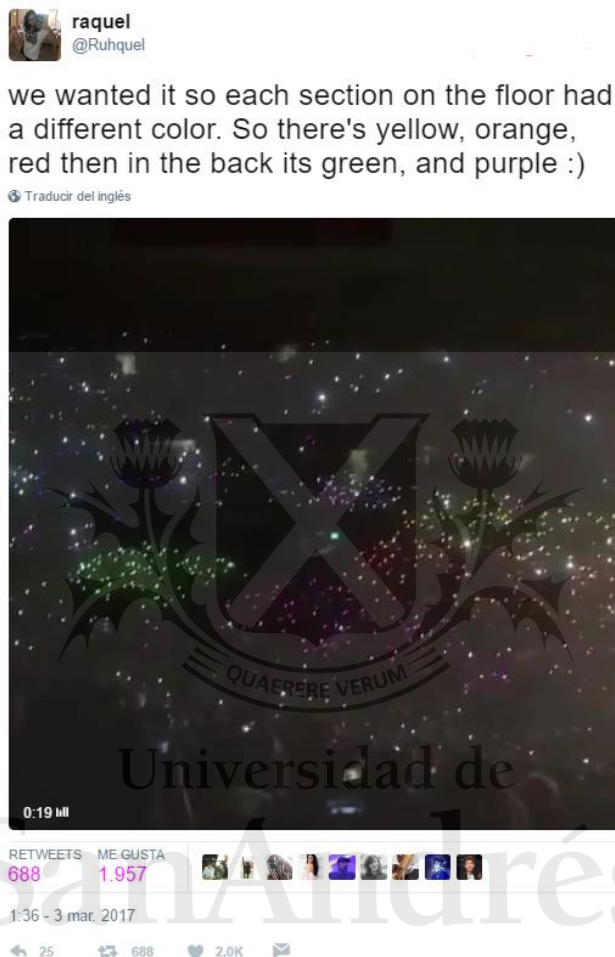 raquel
@Ruhquel
we wanted it so each section on the floor had
a different color. So there's yellow, orange,
red then in the back its green, and purple :)
Traducir del inglés
QUAERERE VERUM
Universidad de
SanAndrés
0:19
RETWEETS ME GUSTA
688 1.957
1:36 - 3 mar. 2017
25 688 2.0K